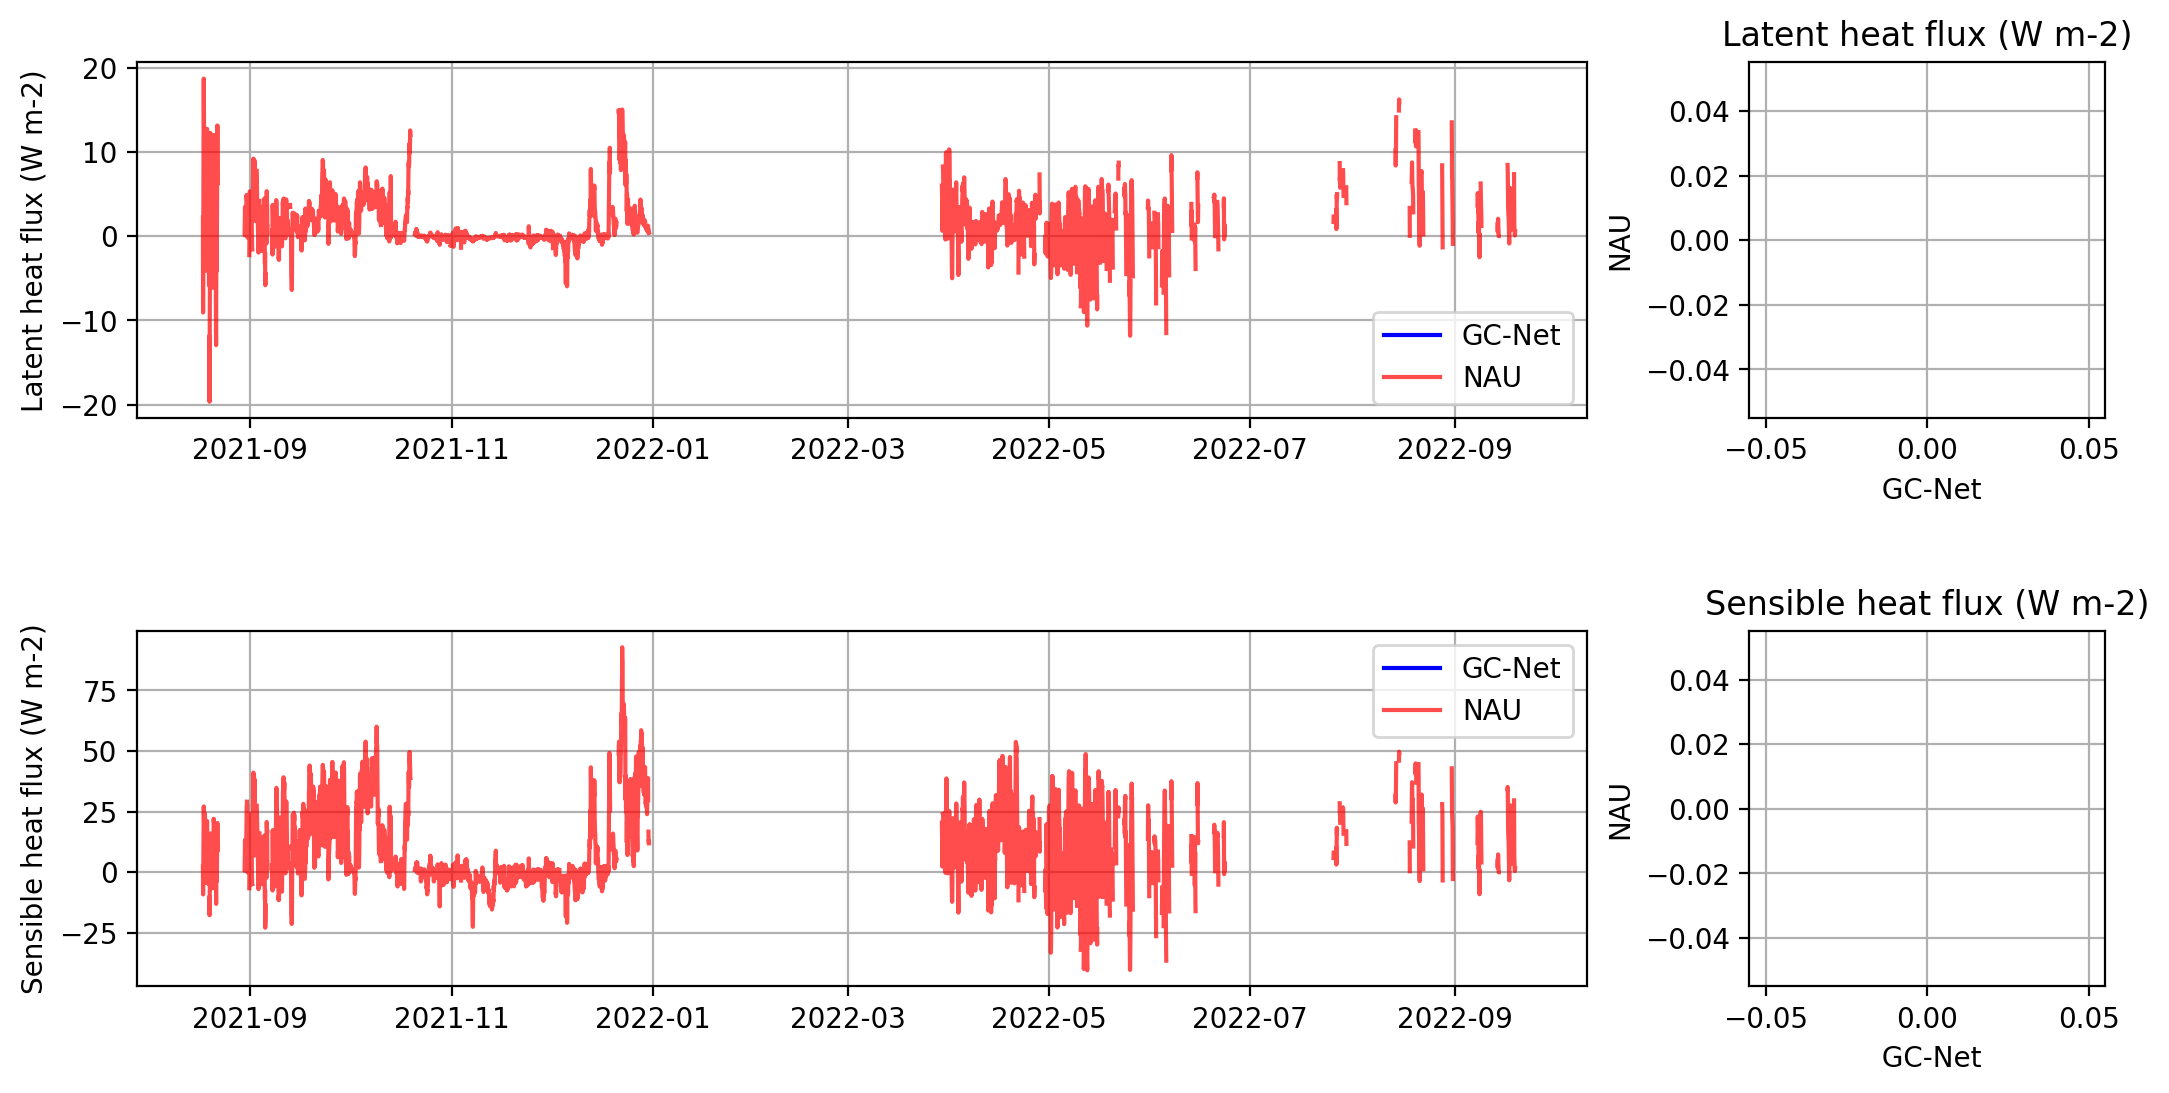 Latent heat flux (W m-2)
20
10
0
−10
−20
Latent heat flux (W m-2)
GC-Net
NAU
2021-09 2021-11 2022-01 2022-03 2022-05 2022-07 2022-09
0.04
0.02
0.00
−0.02
−0.04
NAU
−0.05 0.00 0.05
GC-Net
Sensible heat flux (W m-2)
75
50
25
0
−25
Sensible heat flux (W m-2)
GC-Net
NAU
2021-09 2021-11 2022-01 2022-03 2022-05 2022-07 2022-09
0.04
0.02
0.00
−0.02
−0.04
NAU
−0.05 0.00 0.05
GC-Net